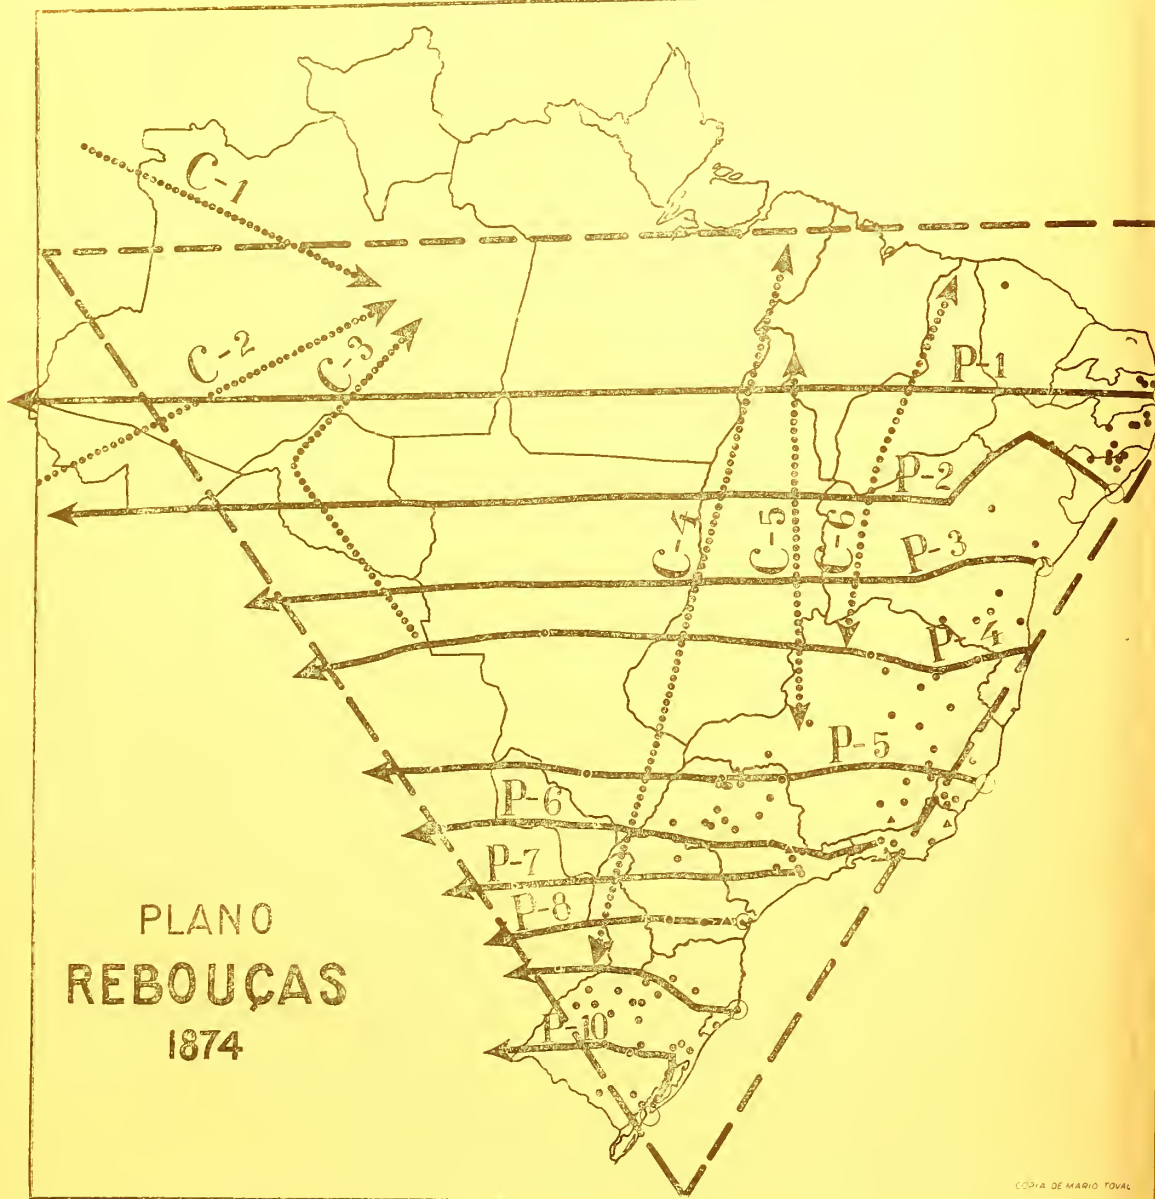 C-1
C-2
C-3
P-1
P-2
C-4
C-5
C-6
P-3
P-4
P-5
P-6
P-7
P-8
P-10
PLANO
REBOUÇAS
1874
COPIA DE MARIO TOVAL